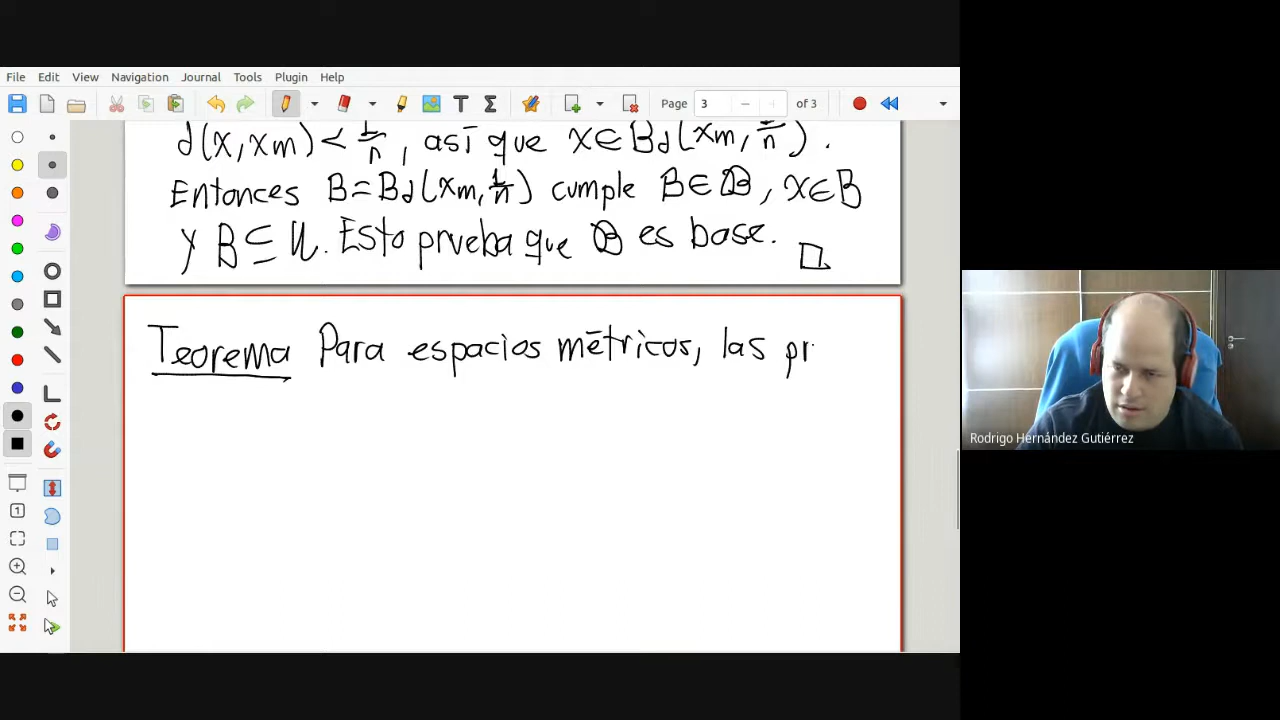 File Edit View Navigation Journal Tools Plugin Help
Page 3 of 3
d(x, xm) < 1/n, así que x ∈ Bd(xm, 1/n).
Entonces B = Bd(xm, 1/n) cumple B ∈ 𝔹, x ∈ B
y B ⊆ U. Esto prueba que 𝔹 es base. □
Teorema Para espacios métricos, las pr
Rodrigo Hernández Gutiérrez